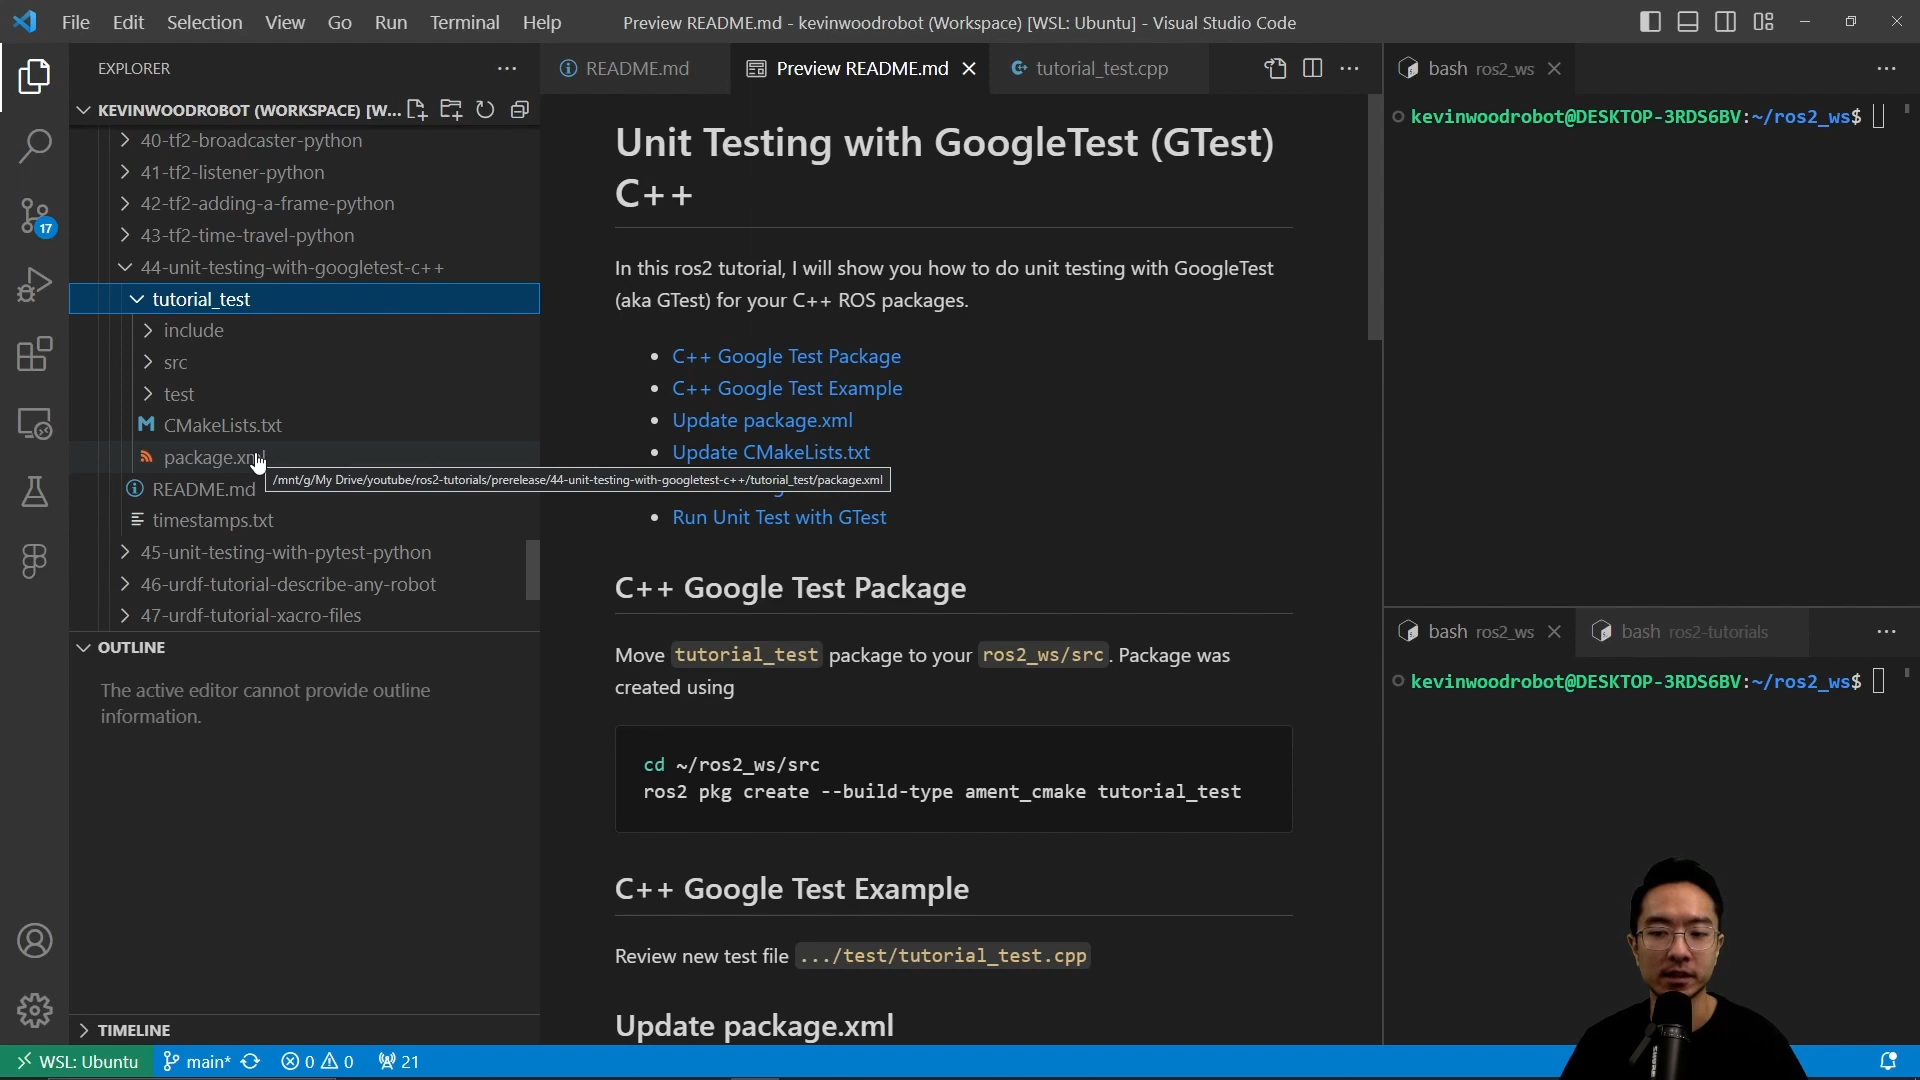 File Edit Selection View Go Run Terminal Help
Preview README.md - kevinwoodrobot (Workspace) [WSL: Ubuntu] - Visual Studio Code
EXPLORER
KEVINWOODROBOT (WORKSPACE) [W...
40-tf2-broadcaster-python
41-tf2-listener-python
42-tf2-adding-a-frame-python
43-tf2-time-travel-python
44-unit-testing-with-googletest-c++
tutorial_test
include
src
test
CMakeLists.txt
package.xml
/mnt/g/My Drive/youtube/ros2-tutorials/prerelease/44-unit-testing-with-googletest-c++/tutorial_test/package.xml
README.md
timestamps.txt
45-unit-testing-with-pytest-python
46-urdf-tutorial-describe-any-robot
47-urdf-tutorial-xacro-files
OUTLINE
The active editor cannot provide outline
information.
TIMELINE
17
README.md
Preview README.md
tutorial_test.cpp
Unit Testing with GoogleTest (GTest)
C++
In this ros2 tutorial, I will show you how to do unit testing with GoogleTest
(aka GTest) for your C++ ROS packages.
• C++ Google Test Package
• C++ Google Test Example
• Update package.xml
• Update CMakeLists.txt
• Run Unit Test with GTest
C++ Google Test Package
Move tutorial_test package to your ros2_ws/src. Package was
created using
cd ~/ros2_ws/src
ros2 pkg create --build-type ament_cmake tutorial_test
C++ Google Test Example
Review new test file .../test/tutorial_test.cpp
Update package.xml
bash ros2_ws
kevinwoodrobot@DESKTOP-3RDS6BV:~/ros2_ws$
bash ros2_ws
bash ros2-tutorials
kevinwoodrobot@DESKTOP-3RDS6BV:~/ros2_ws$
WSL: Ubuntu main* 0 0 21